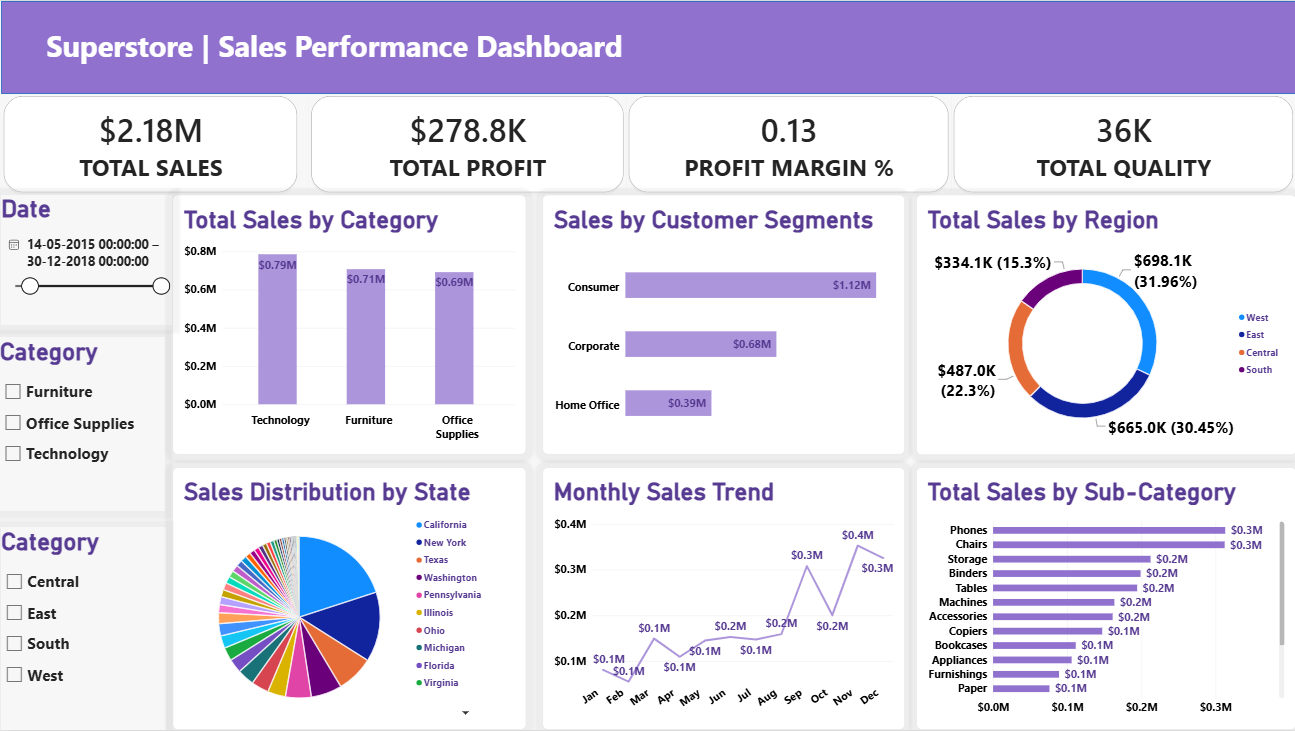 Superstore | Sales Performance Dashboard
$2.18M
TOTAL SALES
$278.8K
TOTAL PROFIT
0.13
PROFIT MARGIN %
36K
TOTAL QUALITY
Date
14-05-2015 00:00:00 –
30-12-2018 00:00:00
Category
Furniture
Office Supplies
Technology
Category
Central
East
South
West
Total Sales by Category
$0.8M
$0.6M
$0.4M
$0.2M
$0.0M
$0.79M
$0.71M
$0.69M
Technology
Furniture
Office
Supplies
Sales by Customer Segments
Consumer
$1.12M
Corporate
$0.68M
Home Office
$0.39M
Total Sales by Region
$334.1K (15.3%)
$698.1K
(31.96%)
$487.0K
(22.3%)
$665.0K (30.45%)
West
East
Central
South
Sales Distribution by State
California
New York
Texas
Washington
Pennsylvania
Illinois
Ohio
Michigan
Florida
Virginia
Monthly Sales Trend
$0.4M
$0.3M
$0.2M
$0.1M
$0.1M
$0.1M
$0.1M
$0.1M
$0.1M
$0.2M
$0.1M
$0.2M
$0.3M
$0.2M
$0.4M
$0.3M
Jan
Feb
Mar
Apr
May
Jun
Jul
Aug
Sep
Oct
Nov
Dec
Total Sales by Sub-Category
Phones $0.3M
Chairs $0.3M
Storage $0.2M
Binders $0.2M
Tables $0.2M
Machines $0.2M
Accessories $0.2M
Copiers $0.1M
Bookcases $0.1M
Appliances $0.1M
Furnishings $0.1M
Paper $0.1M
$0.0M
$0.1M
$0.2M
$0.3M